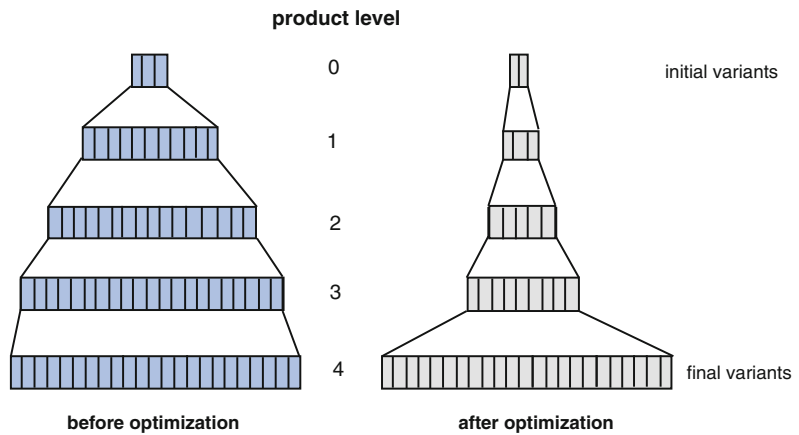 product level
0
initial variants
1
2
3
4
final variants
before optimization
after optimization